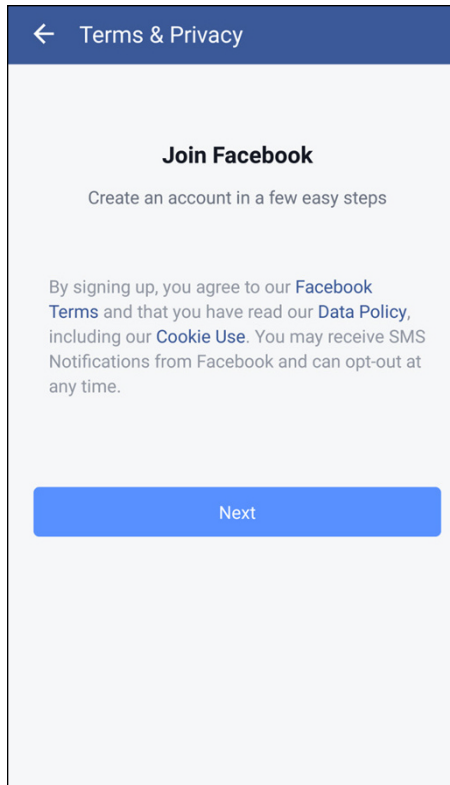 Terms & Privacy
Join Facebook
Create an account in a few easy steps
By signing up, you agree to our Facebook
Terms and that you have read our Data Policy,
including our Cookie Use. You may receive SMS
Notifications from Facebook and can opt-out at
any time.
Next